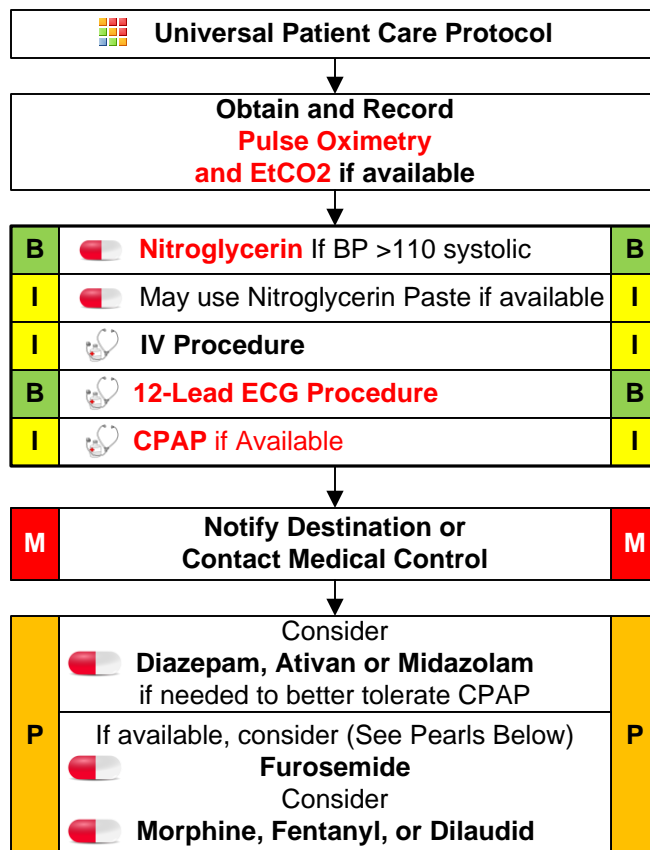 Universal Patient Care Protocol
Obtain and Record
Pulse Oximetry
and EtCO2 if available
B Nitroglycerin If BP >110 systolic B
I May use Nitroglycerin Paste if available I
I IV Procedure I
B 12-Lead ECG Procedure B
I CPAP if Available I
M Notify Destination or M
Contact Medical Control
Consider
Diazepam, Ativan or Midazolam
if needed to better tolerate CPAP
P If available, consider (See Pearls Below) P
Furosemide
Consider
Morphine, Fentanyl, or Dilaudid